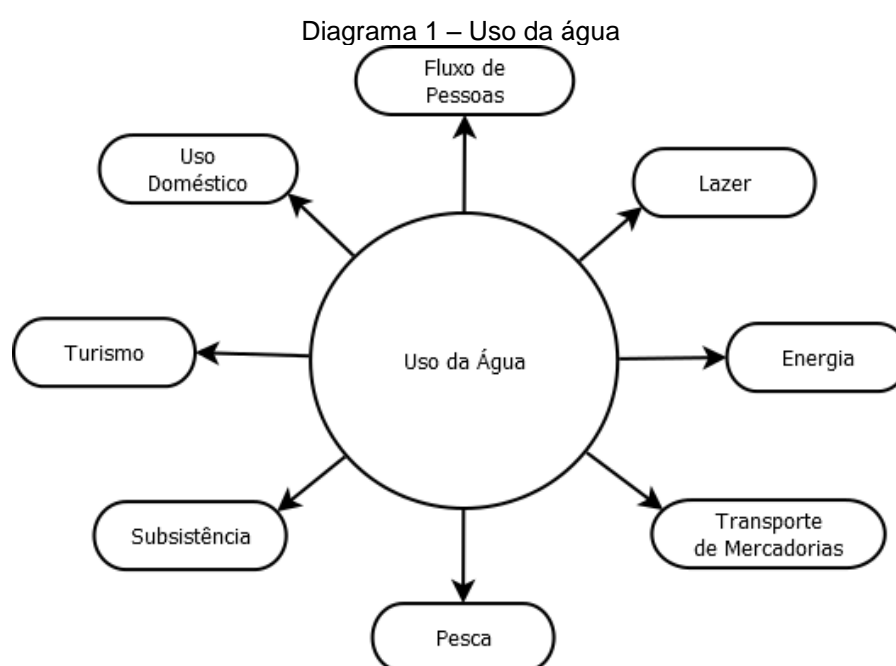 Diagrama 1 – Uso da água
Fluxo de
Pessoas
Uso
Doméstico
Lazer
Turismo
Uso da Água
Energia
Subsistência
Transporte
de Mercadorias
Pesca